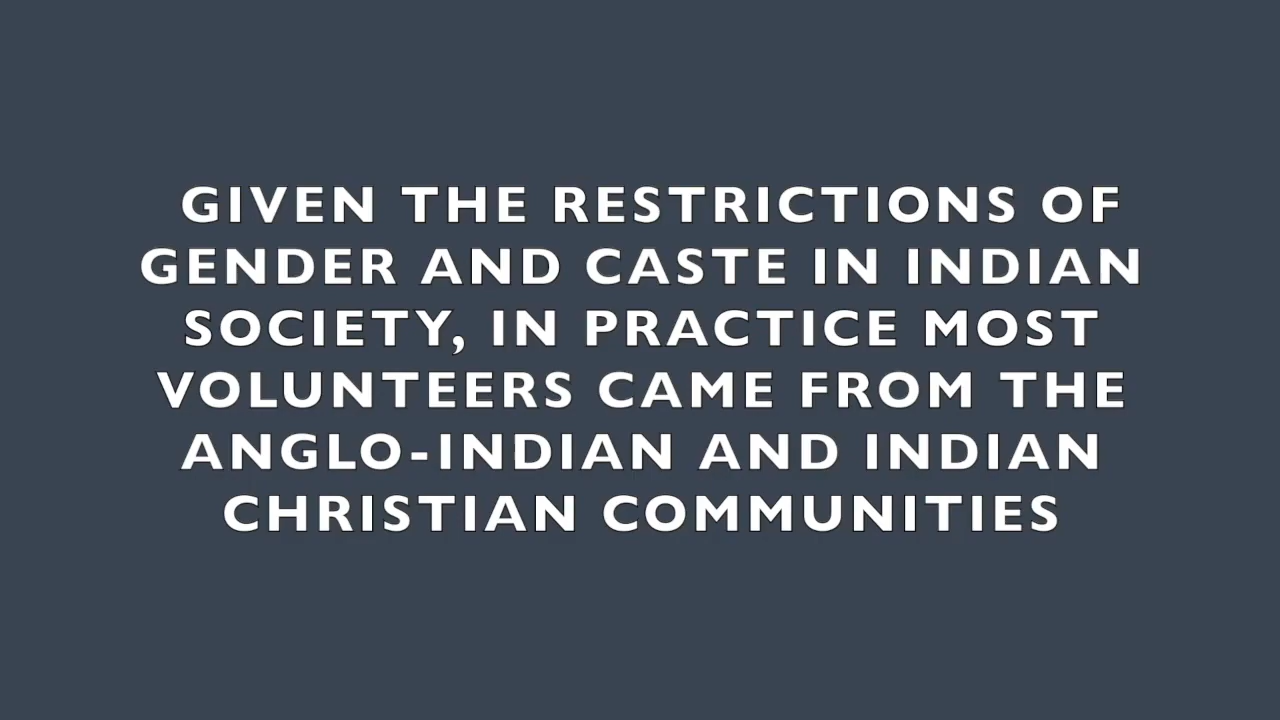 GIVEN THE RESTRICTIONS OF
GENDER AND CASTE IN INDIAN
SOCIETY, IN PRACTICE MOST
VOLUNTEERS CAME FROM THE
ANGLO-INDIAN AND INDIAN
CHRISTIAN COMMUNITIES